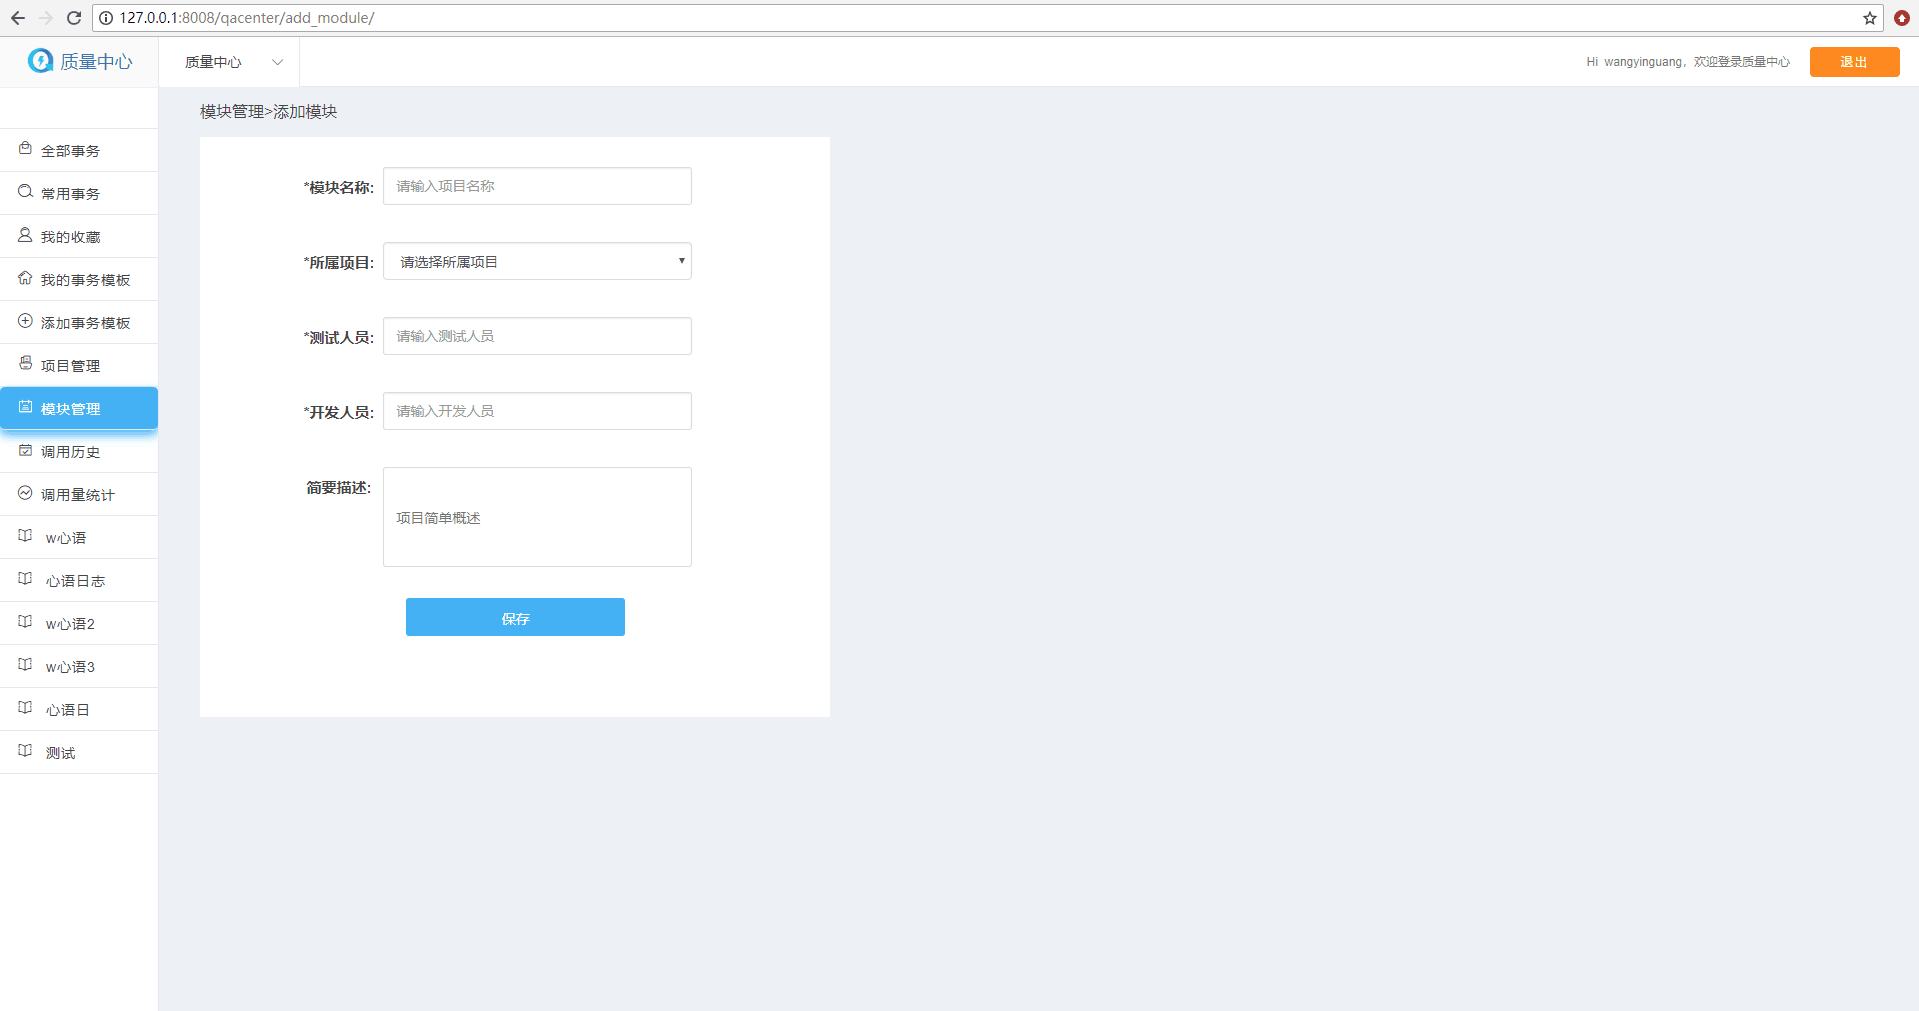 127.0.0.1:8008/qacenter/add_module/
质量中心
质量中心
Hi wangyinguang，欢迎登录质量中心
退出
模块管理>添加模块
全部事务
常用事务
我的收藏
我的事务模板
添加事务模板
项目管理
模块管理
调用历史
调用量统计
w心语
心语日志
w心语2
w心语3
心语日
测试
*模块名称:
请输入项目名称
*所属项目:
请选择所属项目
*测试人员:
请输入测试人员
*开发人员:
请输入开发人员
简要描述:
项目简单概述
保存